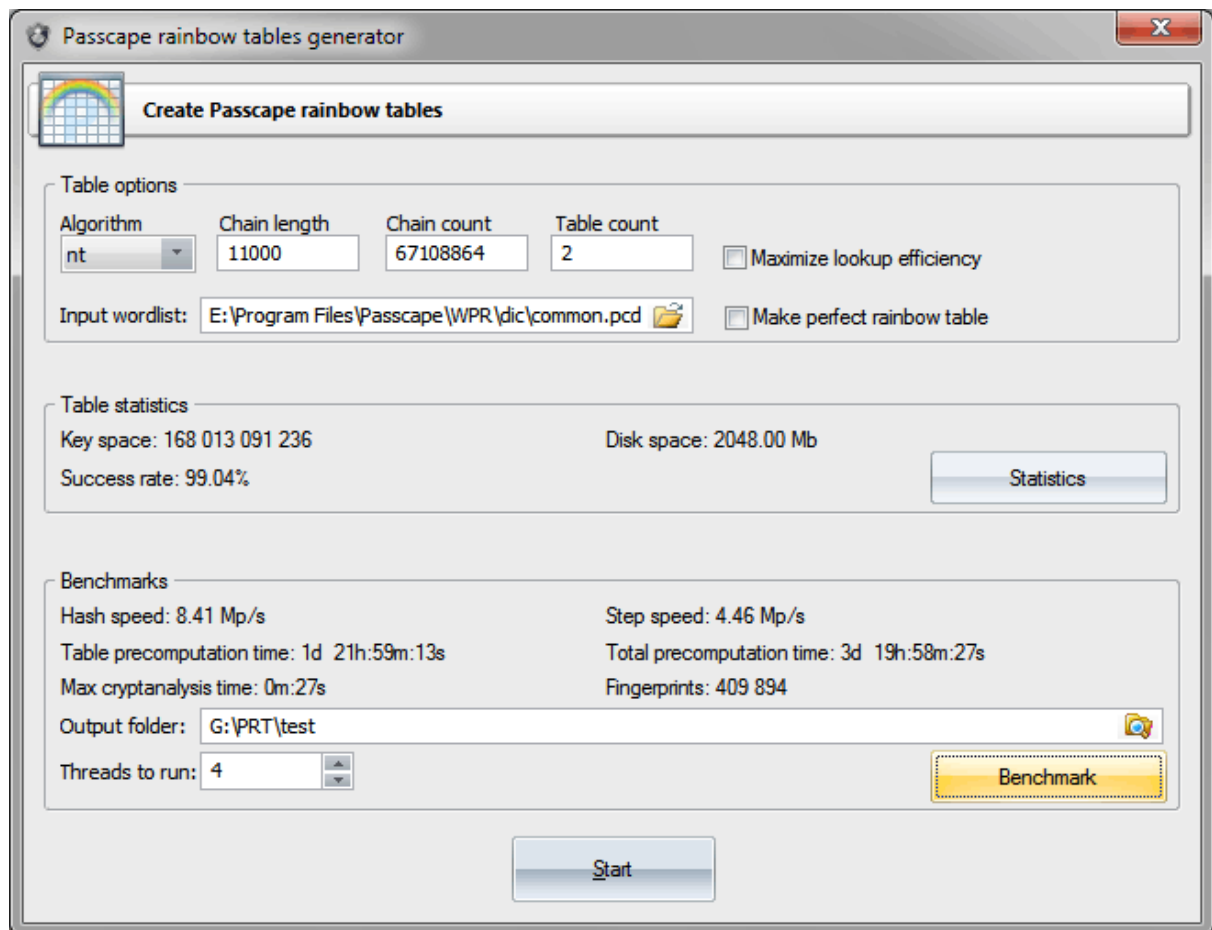 Passcape rainbow tables generator
Create Passcape rainbow tables
Table options
Algorithm Chain length Chain count Table count
nt 11000 67108864 2 Maximize lookup efficiency
Input wordlist: E:\Program Files\Passcape\WPR\dic\common.pcd Make perfect rainbow table
Table statistics
Key space: 168 013 091 236 Disk space: 2048.00 Mb
Success rate: 99.04% Statistics
Benchmarks
Hash speed: 8.41 Mp/s Step speed: 4.46 Mp/s
Table precomputation time: 1d 21h:59m:13s Total precomputation time: 3d 19h:58m:27s
Max cryptanalysis time: 0m:27s Fingerprints: 409 894
Output folder: G:\PRT\test
Threads to run: 4 Benchmark
Start